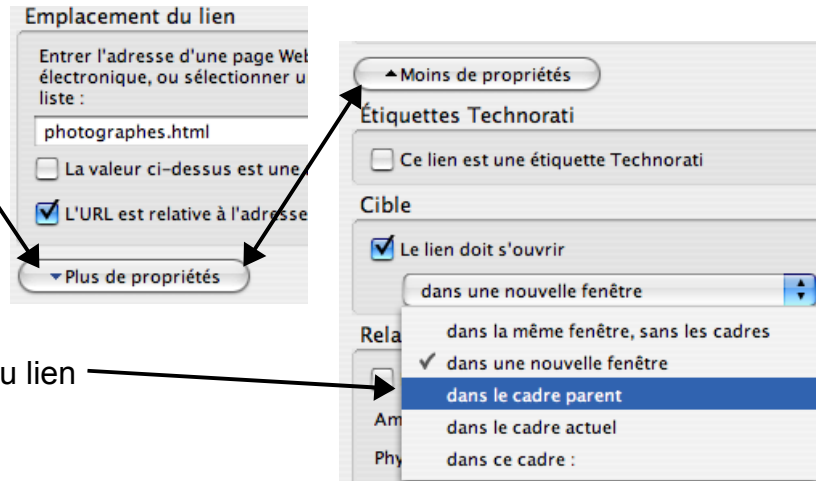 Emplacement du lien
Entrer l'adresse d'une page Web
électronique, ou sélectionner u
liste :
photographes.html
La valeur ci-dessus est une
L'URL est relative à l'adresse
Plus de propriétés
u lien
Moins de propriétés
Étiquettes Technorati
Ce lien est une étiquette Technorati
Cible
Le lien doit s'ouvrir
dans une nouvelle fenêtre
Rela
dans la même fenêtre, sans les cadres
dans une nouvelle fenêtre
dans le cadre parent
Am
dans le cadre actuel
Phy
dans ce cadre :